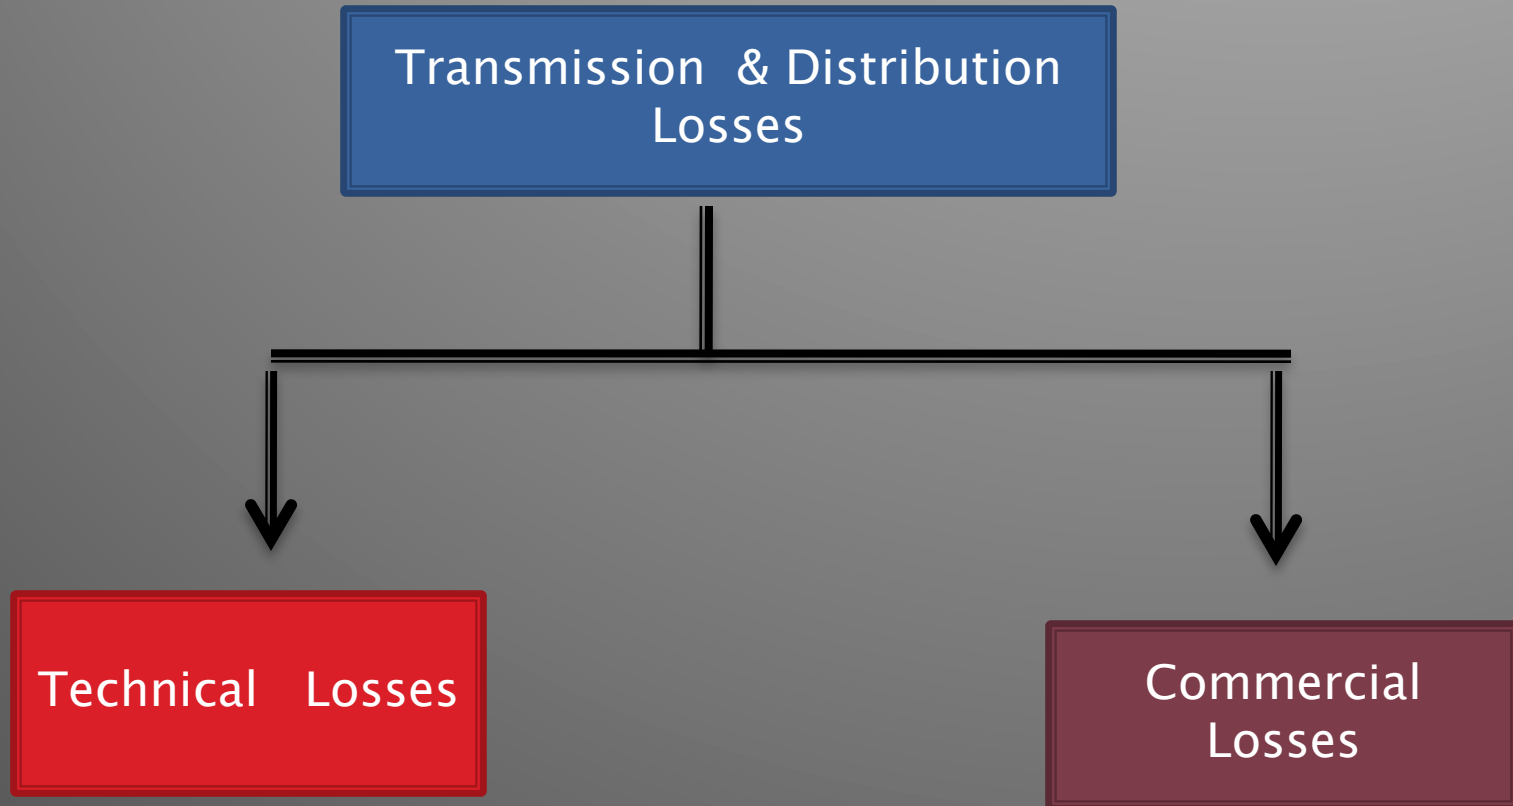 Transmission & Distribution
Losses
Technical Losses
Commercial
Losses